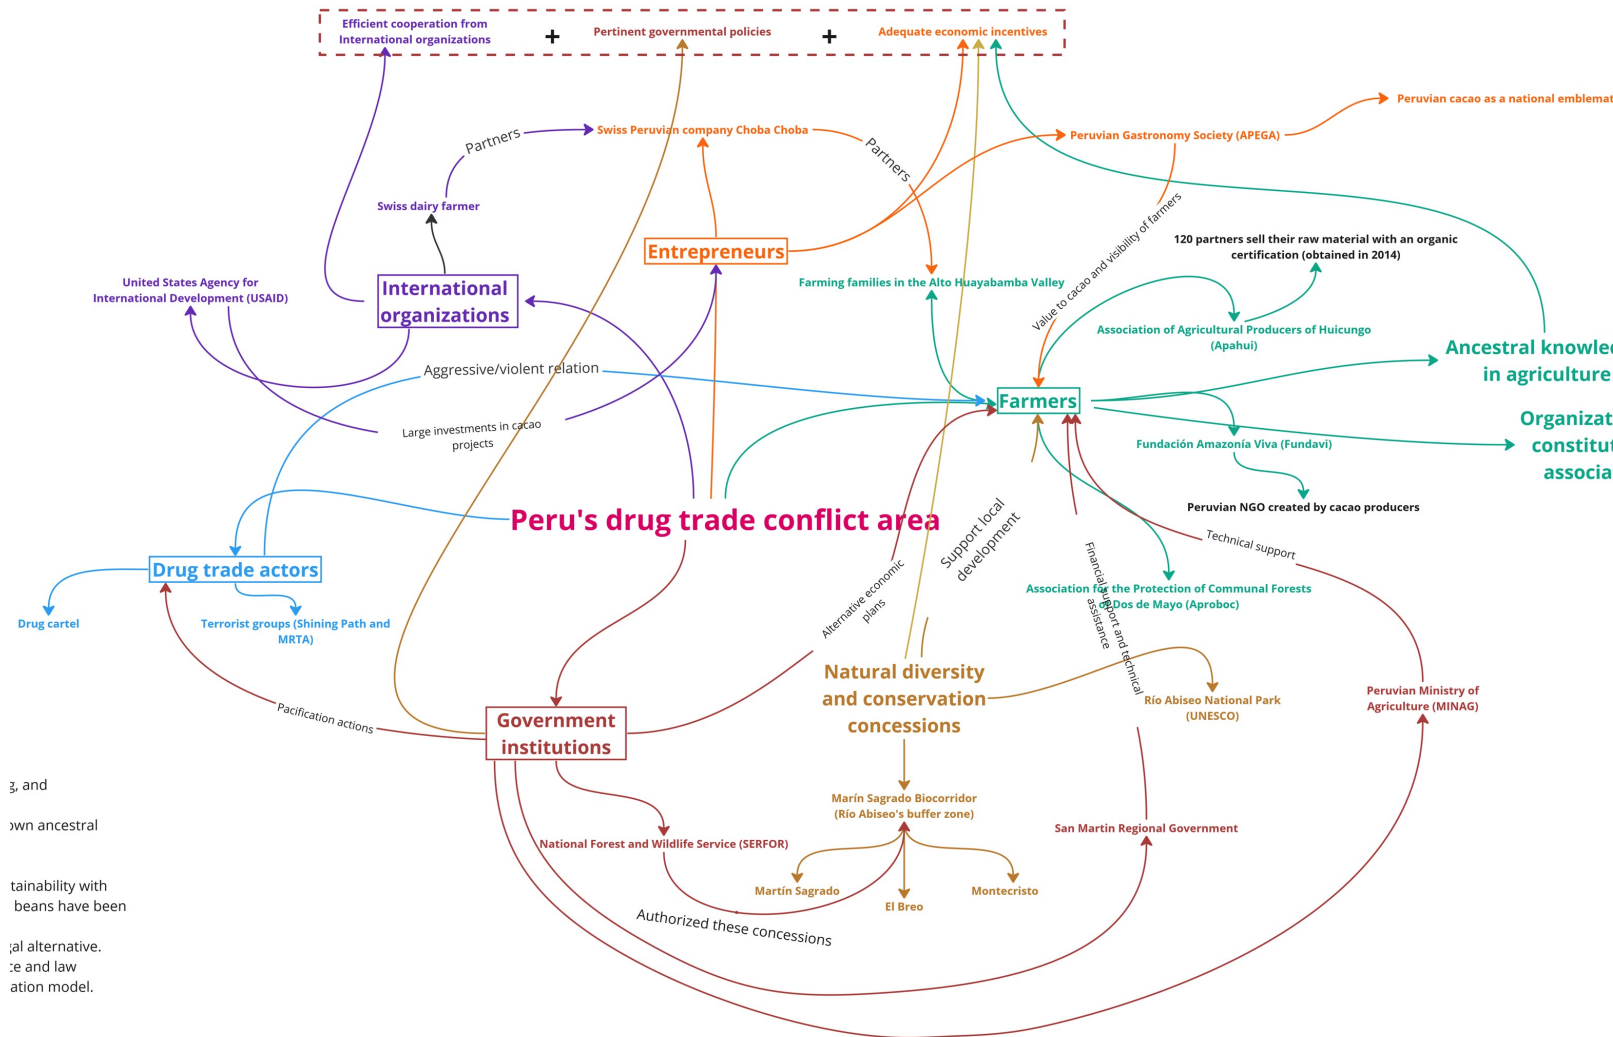 Efficient cooperation from
International organizations
+
Pertinent governmental policies
+
Adequate economic incentives
Peruvian cacao as a national
Partners
Swiss Peruvian company Choba Choba
Partners
Peruvian Gastronomy Society (APEGA)
Swiss dairy farmer
Value to cacao and visibility of farmers
Entrepreneurs
120 partners sell their raw material with an organic
certification (obtained in 2014)
United States Agency for
International Development (USAID)
International
organizations
Farming families in the Alto Huayabamba Valley
Association of Agricultural Producers of Huicungo
(Apahui)
Ancestral
in agriculture
Aggressive/violent relation
Farmers
Large investments in cacao
projects
Fundación Amazonía Viva (Fundavi)
Peruvian NGO created by cacao producers
Peru's drug trade conflict area
Support local
development
Technical support
Drug trade actors
Alternative economic
plans
Financial support and technical
assistance
Association for the Protection of Communal Forests
of Dos de Mayo (Aproboc)
Drug cartel
Terrorist groups (Shining Path and
MRTA)
Natural diversity
and conservation
concessions
Río Abiseo National Park
(UNESCO)
Peruvian Ministry of
Agriculture (MINAG)
Pacification actions
Government
institutions
and
Marín Sagrado Biocorridor
(Río Abiseo's buffer zone)
own ancestral
San Martin Regional Government
National Forest and Wildlife Service (SERFOR)
with
Martín Sagrado
El Breo
Montecristo
beans have been
Authorized these concessions
alternative.
and law
model.